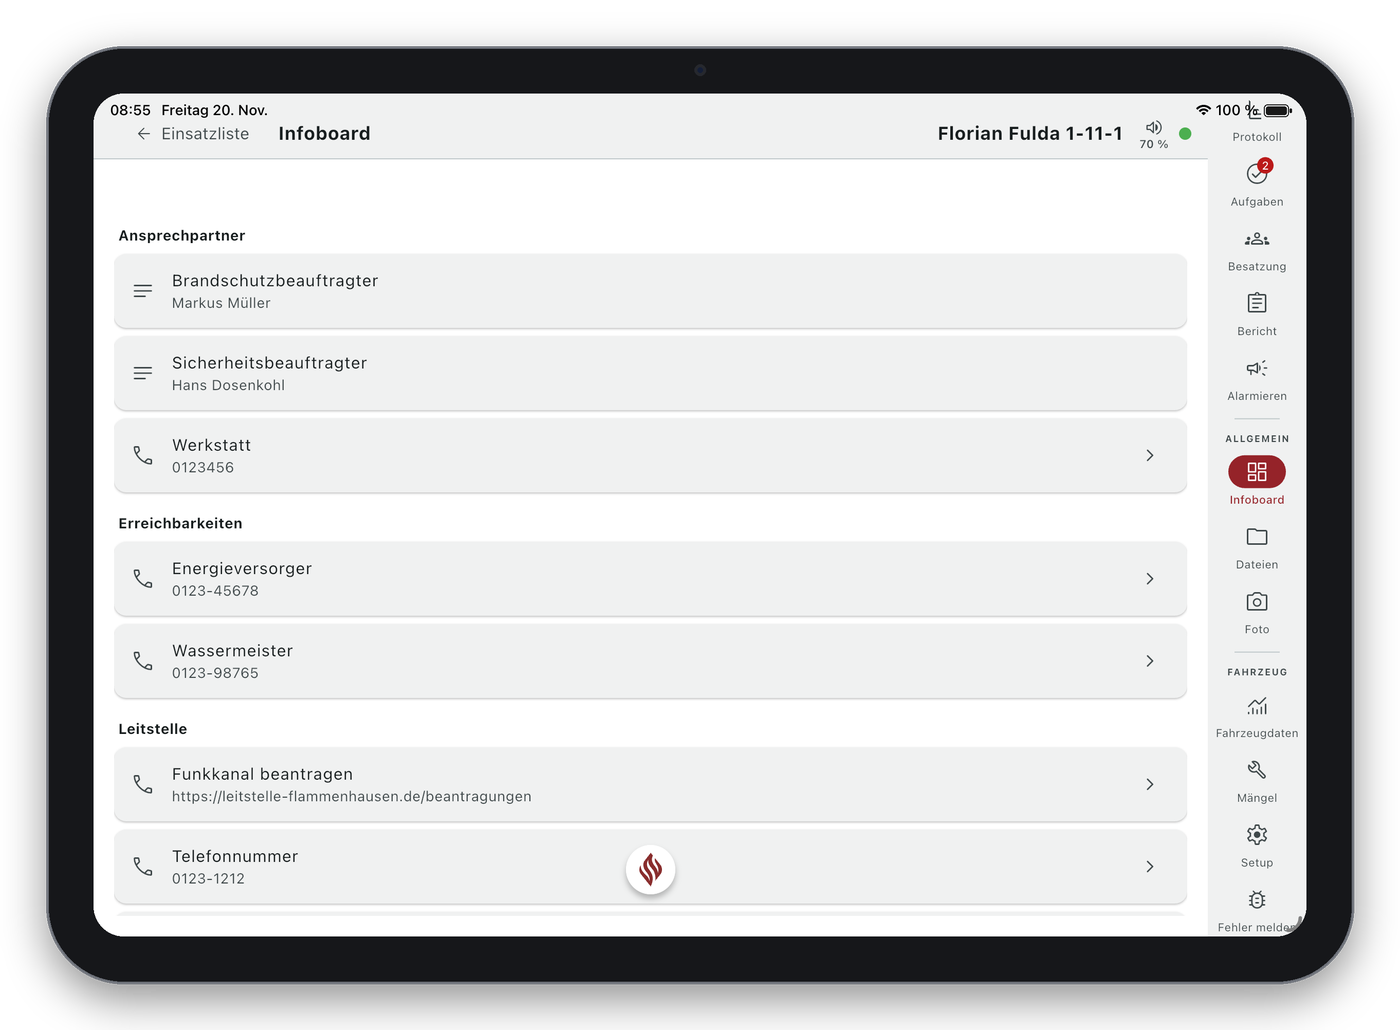 08:55 Freitag 20. Nov.
100 %
← Einsatzliste Infoboard
Florian Fulda 1-11-1
70 %
Ansprechpartner
Brandschutzbeauftragter
Markus Müller
Sicherheitsbeauftragter
Hans Dosenkohl
Werkstatt
0123456
Erreichbarkeiten
Energieversorger
0123-45678
Wassermeister
0123-98765
Leitstelle
Funkkanal beantragen
https://leitstelle-flammenhausen.de/beantragungen
Telefonnummer
0123-1212
Protokoll
2
Aufgaben
Besatzung
Bericht
Alarmieren
ALLGEMEIN
Infoboard
Dateien
Foto
FAHRZEUG
Fahrzeugdaten
Mängel
Setup
Fehler melden